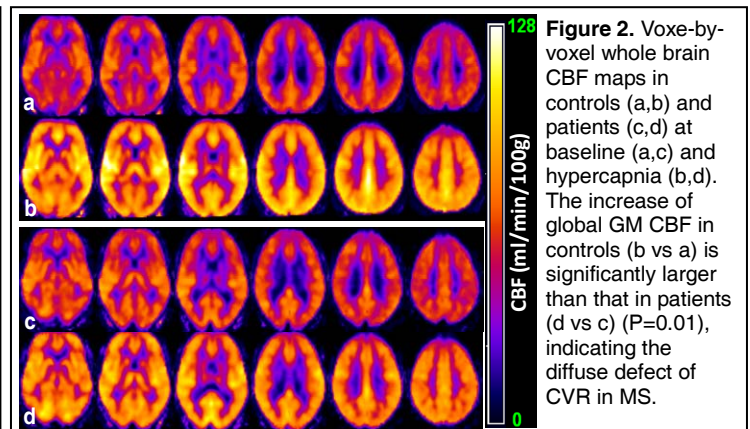 a
b
c
d
128
CBF (ml/min/100g)
0
Figure 2. Voxe-by-
voxel whole brain
CBF maps in
controls (a,b) and
patients (c,d) at
baseline (a,c) and
hypercapnia (b,d).
The increase of
global GM CBF in
controls (b vs a) is
significantly larger
than that in patients
(d vs c) (P=0.01),
indicating the
diffuse defect of
CVR in MS.